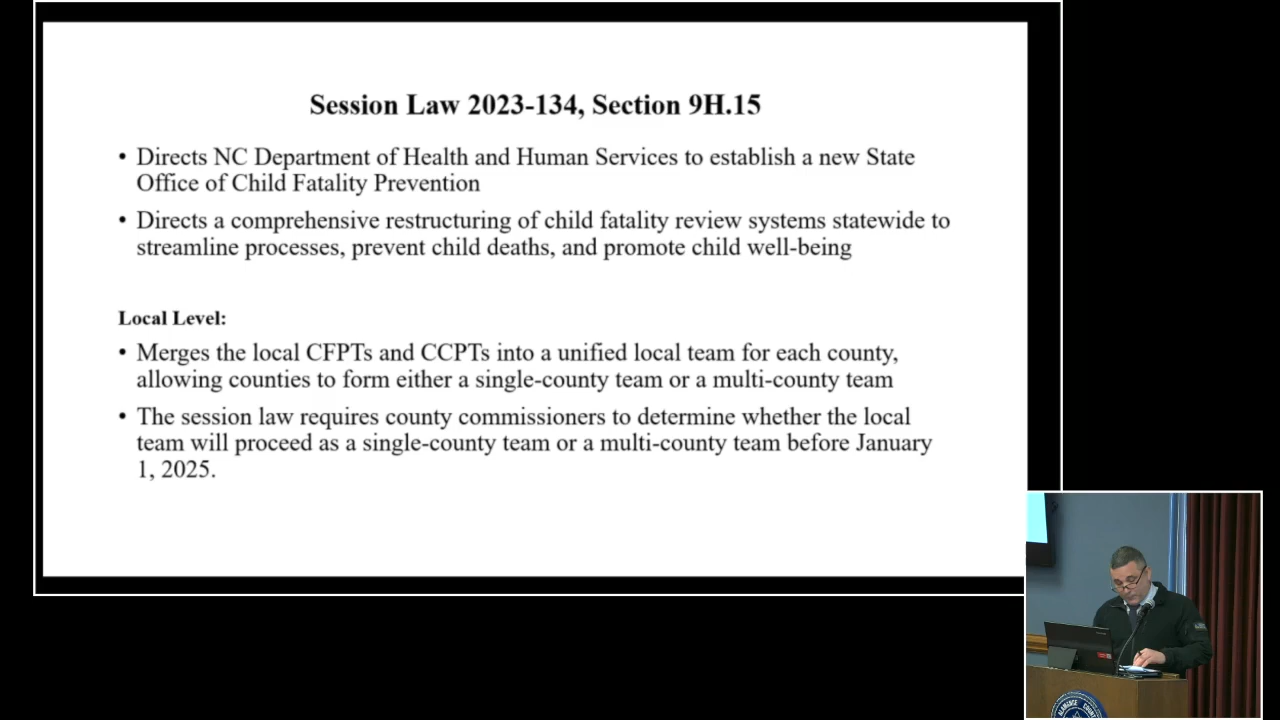 Session Law 2023-134, Section 9H.15
• Directs NC Department of Health and Human Services to establish a new State
Office of Child Fatality Prevention
• Directs a comprehensive restructuring of child fatality review systems statewide to
streamline processes, prevent child deaths, and promote child well-being
Local Level:
• Merges the local CFPTs and CCPTs into a unified local team for each county,
allowing counties to form either a single-county team or a multi-county team
• The session law requires county commissioners to determine whether the local
team will proceed as a single-county team or a multi-county team before January
1, 2025.
ALAMANCE COUNTY